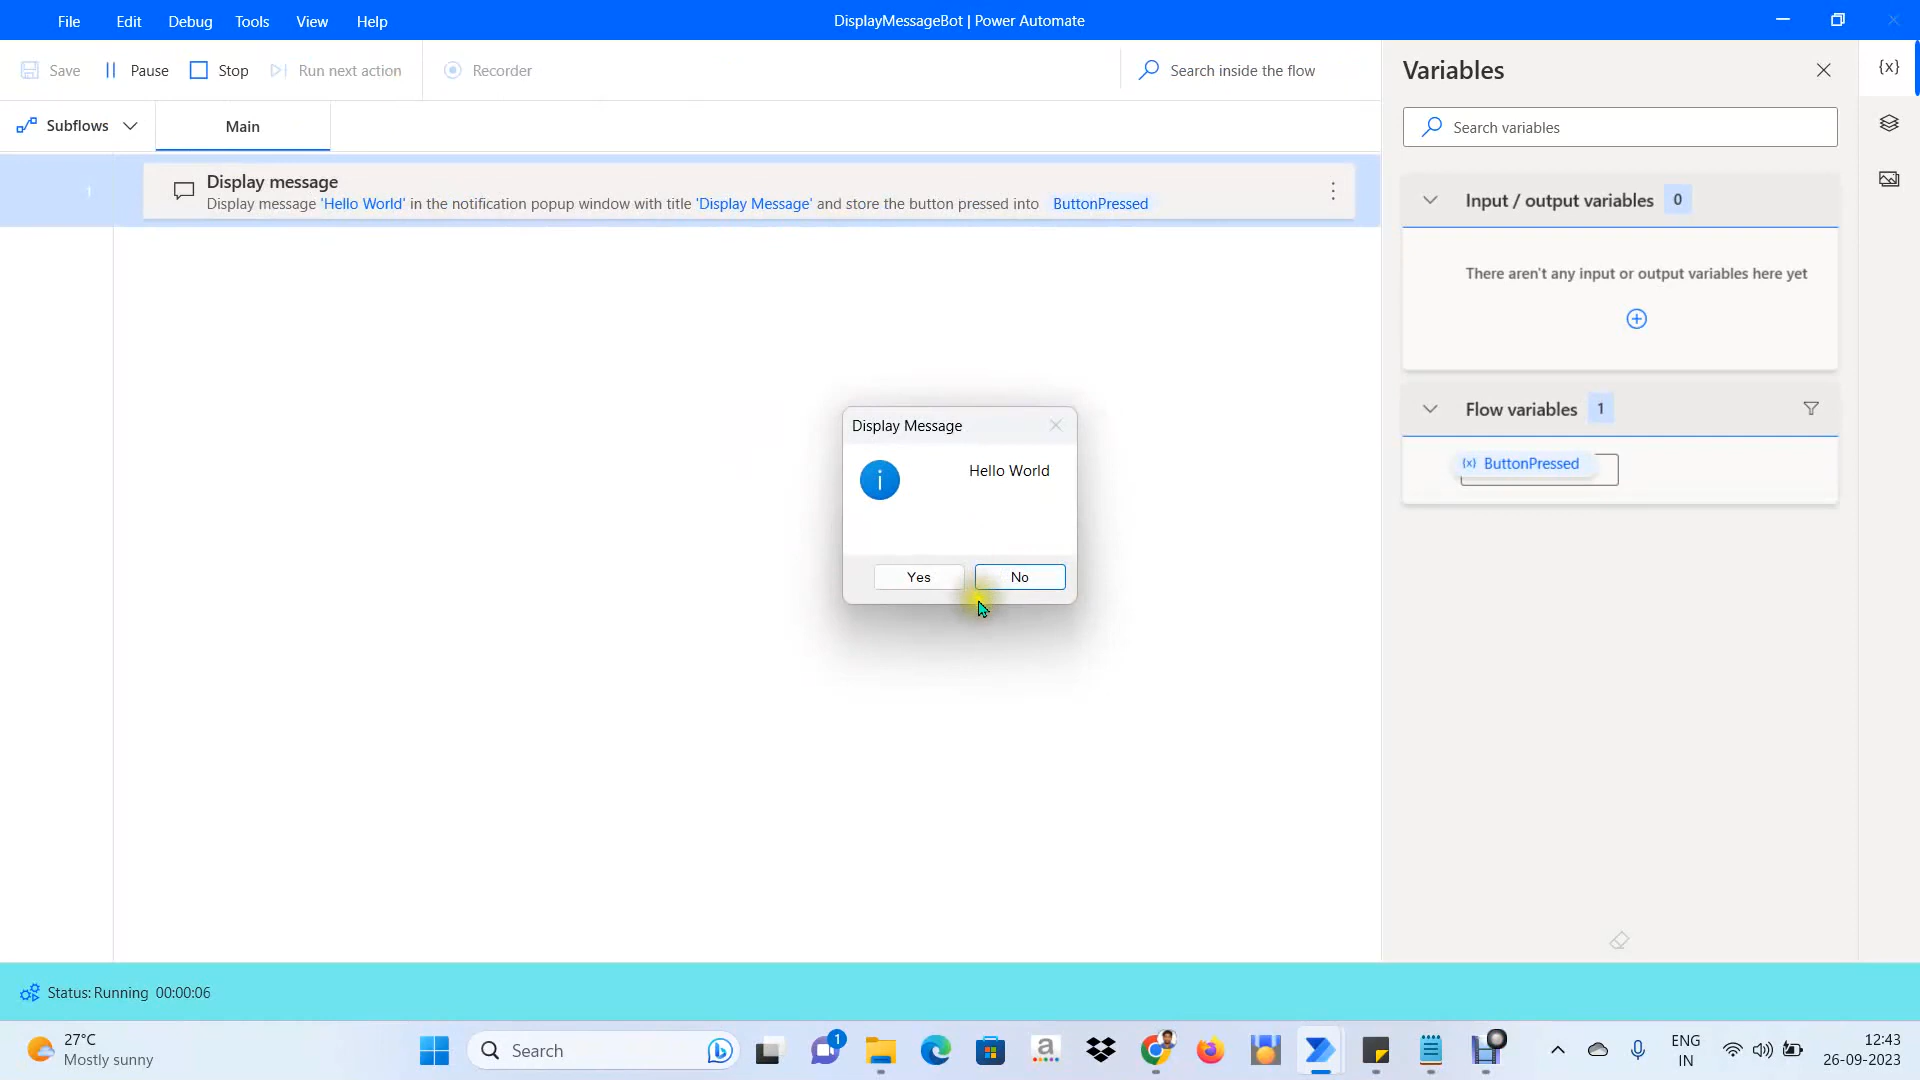 File Edit Debug Tools View Help DisplayMessageBot | Power Automate
Save Pause Stop Run next action Recorder Search inside the flow
Subflows Main
1
Display message
Display message 'Hello World' in the notification popup window with title 'Display Message' and store the button pressed into ButtonPressed
Display Message
i
Hello World
Yes No
Variables
{x}
Search variables
Input / output variables 0
There aren't any input or output variables here yet
Flow variables 1
{x} ButtonPressed
Status: Running 00:00:06
27°C
Mostly sunny
Search
1
a
ENG
IN
12:43
26-09-2023